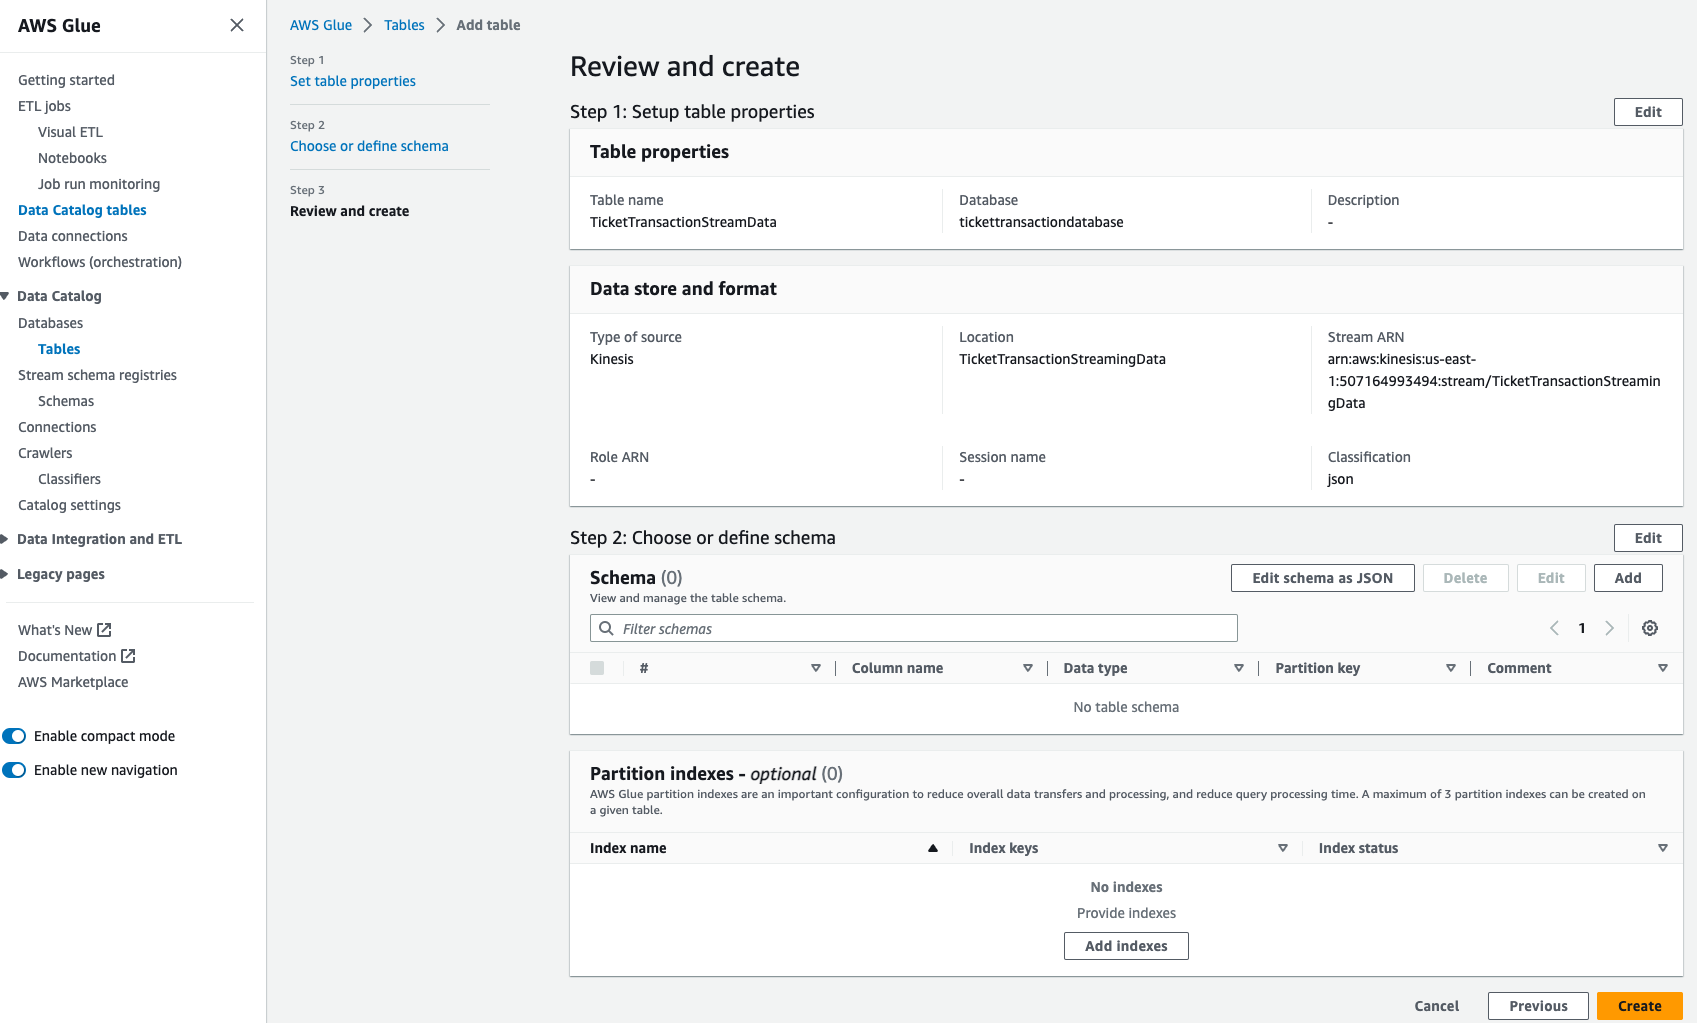 AWS Glue
Getting started
ETL jobs
Visual ETL
Notebooks
Job run monitoring
Data Catalog tables
Data connections
Workflows (orchestration)
Data Catalog
Databases
Tables
Stream schema registries
Schemas
Connections
Crawlers
Classifiers
Catalog settings
Data Integration and ETL
Legacy pages
What's New
Documentation
AWS Marketplace
Enable compact mode
Enable new navigation
AWS Glue > Tables > Add table
Step 1
Set table properties
Step 2
Choose or define schema
Step 3
Review and create
Review and create
Step 1: Setup table properties
Edit
Table properties
Table name
TicketTransactionStreamData
Database
tickettransactiondatabase
Description
-
Data store and format
Type of source
Kinesis
Location
TicketTransactionStreamingData
Stream ARN
arn:aws:kinesis:us-east-
1:507164993494:stream/TicketTransactionStreamin
gData
Role ARN
-
Session name
-
Classification
json
Step 2: Choose or define schema
Edit
Schema (0)
View and manage the table schema.
Edit schema as JSON
Delete
Edit
Add
Filter schemas
1
# Column name Data type Partition key Comment
No table schema
Partition indexes - optional (0)
AWS Glue partition indexes are an important configuration to reduce overall data transfers and processing, and reduce query processing time. A maximum of 3 partition indexes can be created on
a given table.
Index name Index keys Index status
No indexes
Provide indexes
Add indexes
Cancel
Previous
Create